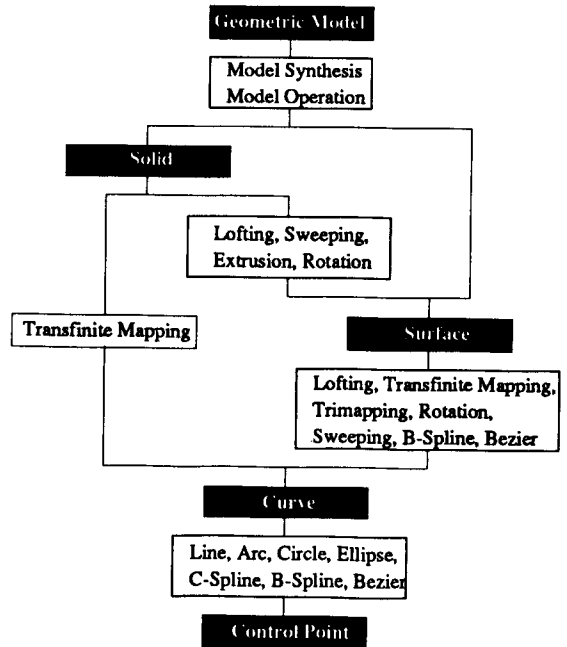 Geometric Model
Model Synthesis
Model Operation
Solid
Lofting, Sweeping,
Extrusion, Rotation
Transfinite Mapping
Surface
Lofting, Transfinite Mapping,
Trimapping, Rotation,
Sweeping, B-Spline, Bezier
Curve
Line, Arc, Circle, Ellipse,
C-Spline, B-Spline, Bezier
Control Point